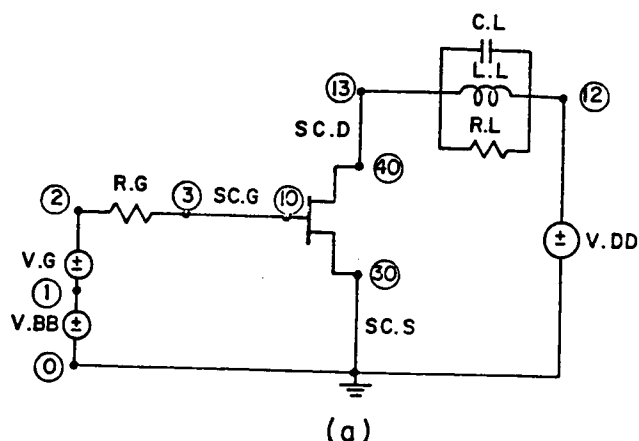 C.L
L.L
R.L
13
12
SC.D
40
R.G
2
3
SC.G
10
V.G
±
1
V.BB
±
30
±
V.DD
SC.S
0
(a)